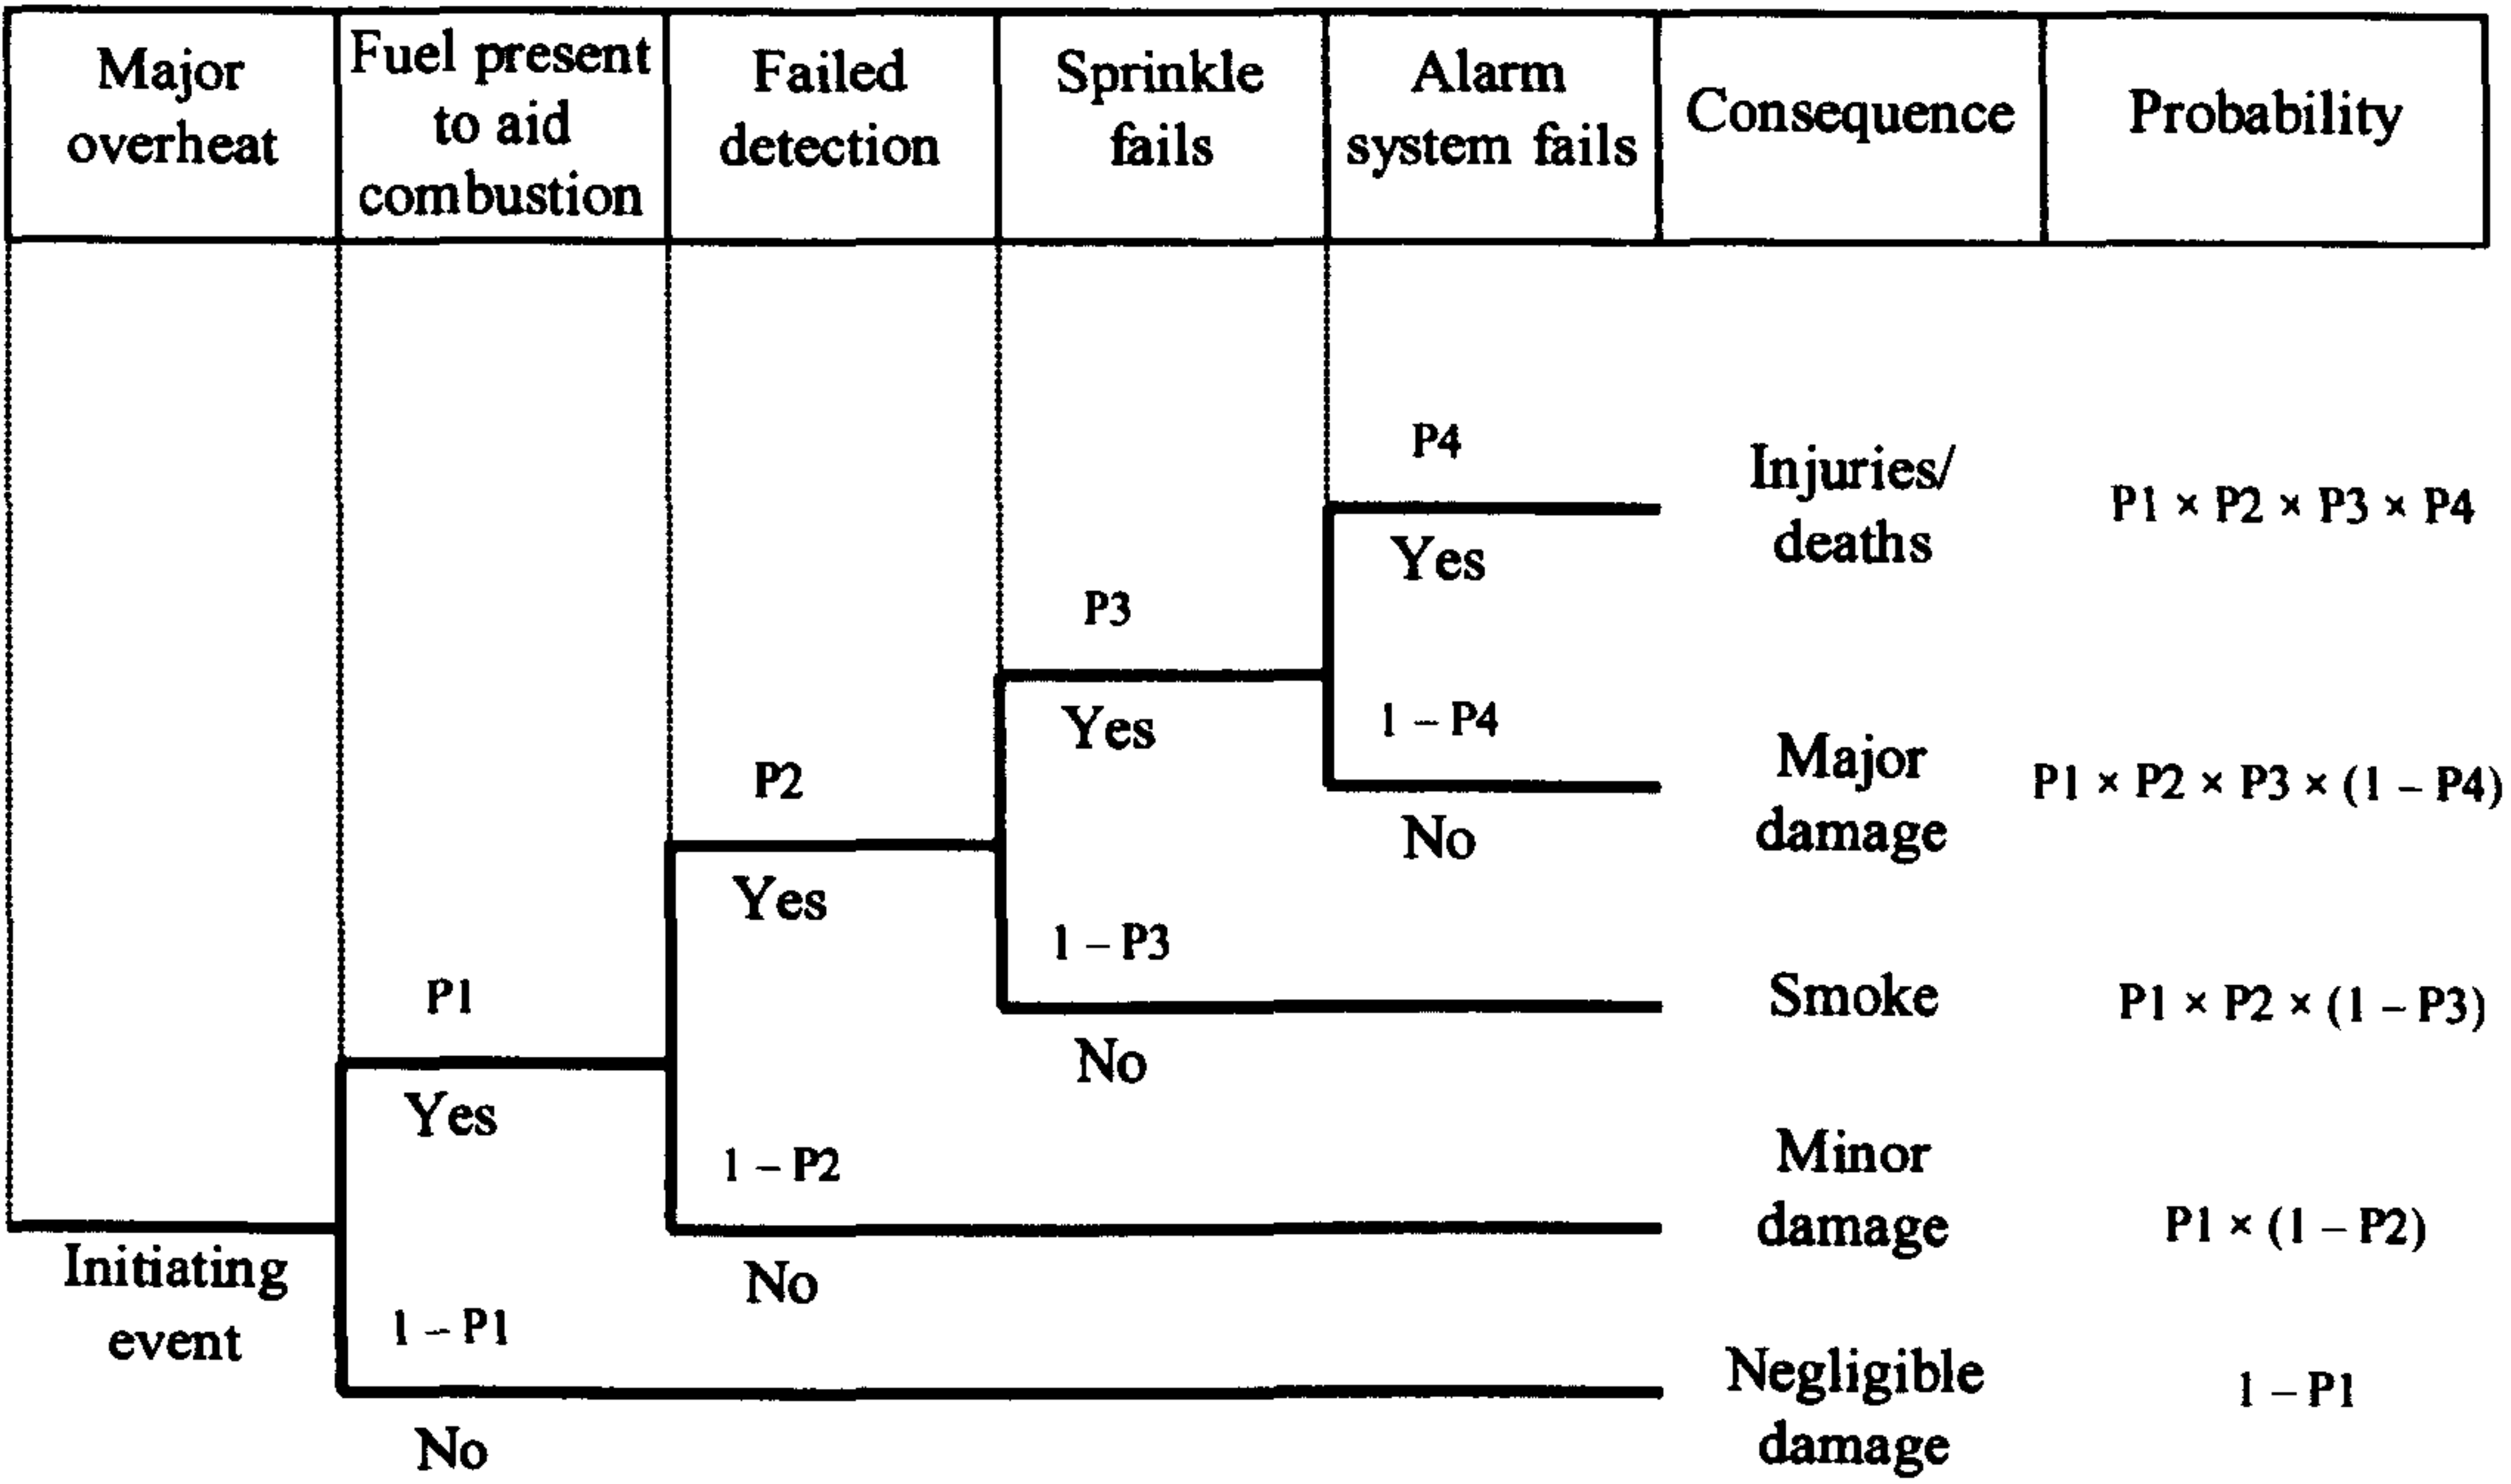 Major
overheat
Fuel present
to aid
combustion
Failed
detection
Sprinkle
fails
Alarm
system fails
Consequence
Probability
P4
Injuries/
deaths
P1 × P2 × P3 × P4
Yes
P3
Yes
1 – P4
Major
damage
P1 × P2 × P3 × (1 – P4)
No
P2
Yes
1 – P3
Smoke
P1 × P2 × (1 – P3)
No
P1
Yes
1 – P2
Minor
damage
P1 × (1 – P2)
No
Initiating
event
1 – P1
Negligible
damage
1 – P1
No